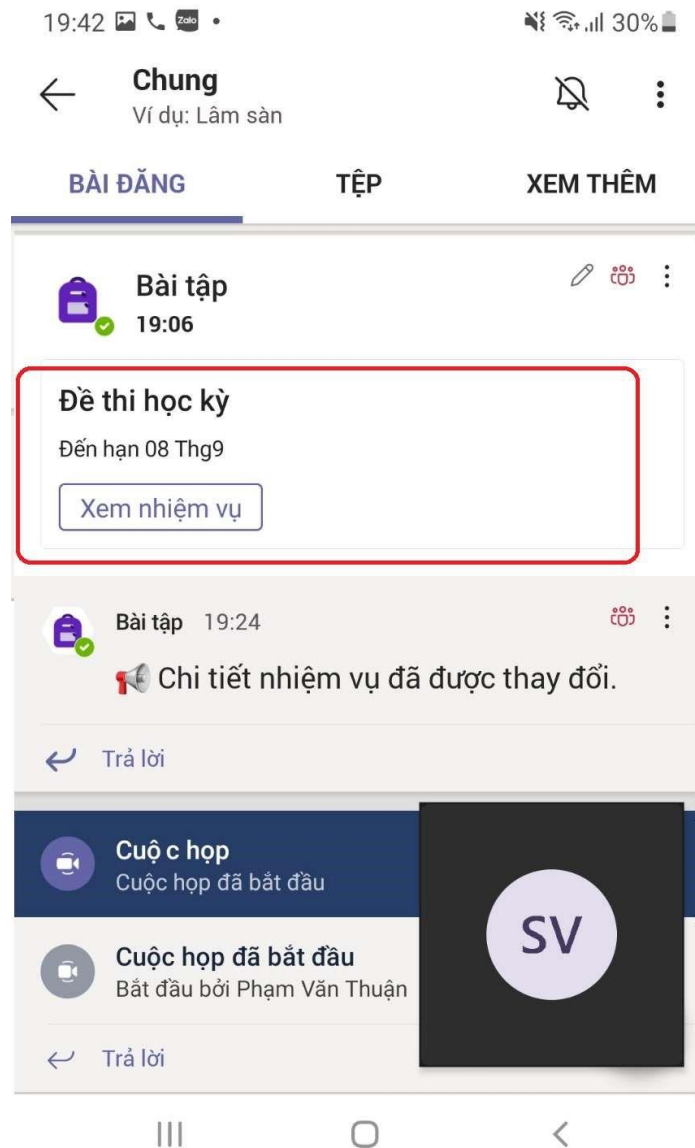 19:42 Zalo 30%
Chung
Ví dụ: Lâm sàn
BÀI ĐĂNG TỆP XEM THÊM
Bài tập
19:06
Đề thi học kỳ
Đến hạn 08 Thg9
Xem nhiệm vụ
Bài tập 19:24
Chi tiết nhiệm vụ đã được thay đổi.
Trả lời
Cuộ c họp
Cuộc họp đã bắt đầu
SV
Cuộc họp đã bắt đầu
Bắt đầu bởi Phạm Văn Thuận
Trả lời